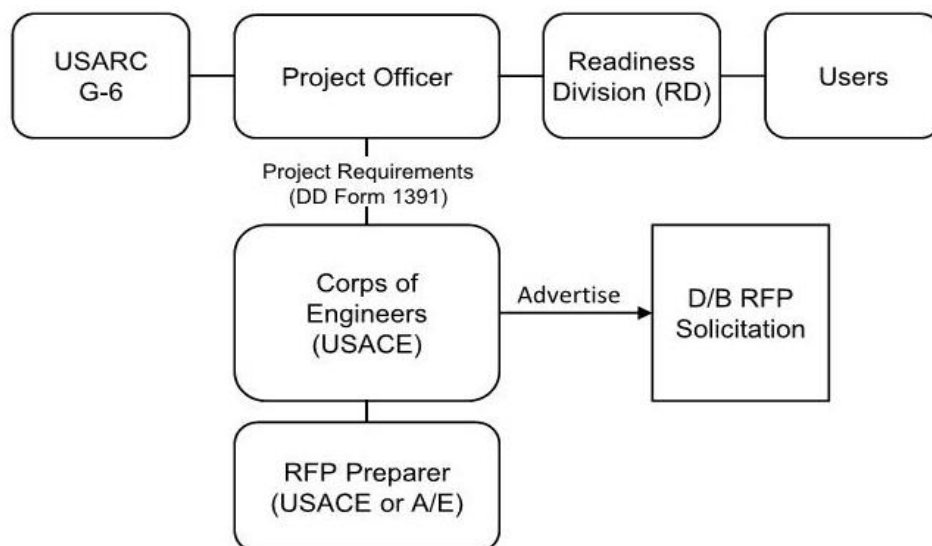 USARC
G-6
Project Officer
Readiness
Division (RD)
Users
Project Requirements
(DD Form 1391)
Corps of
Engineers
(USACE)
Advertise
D/B RFP
Solicitation
RFP Preparer
(USACE or A/E)